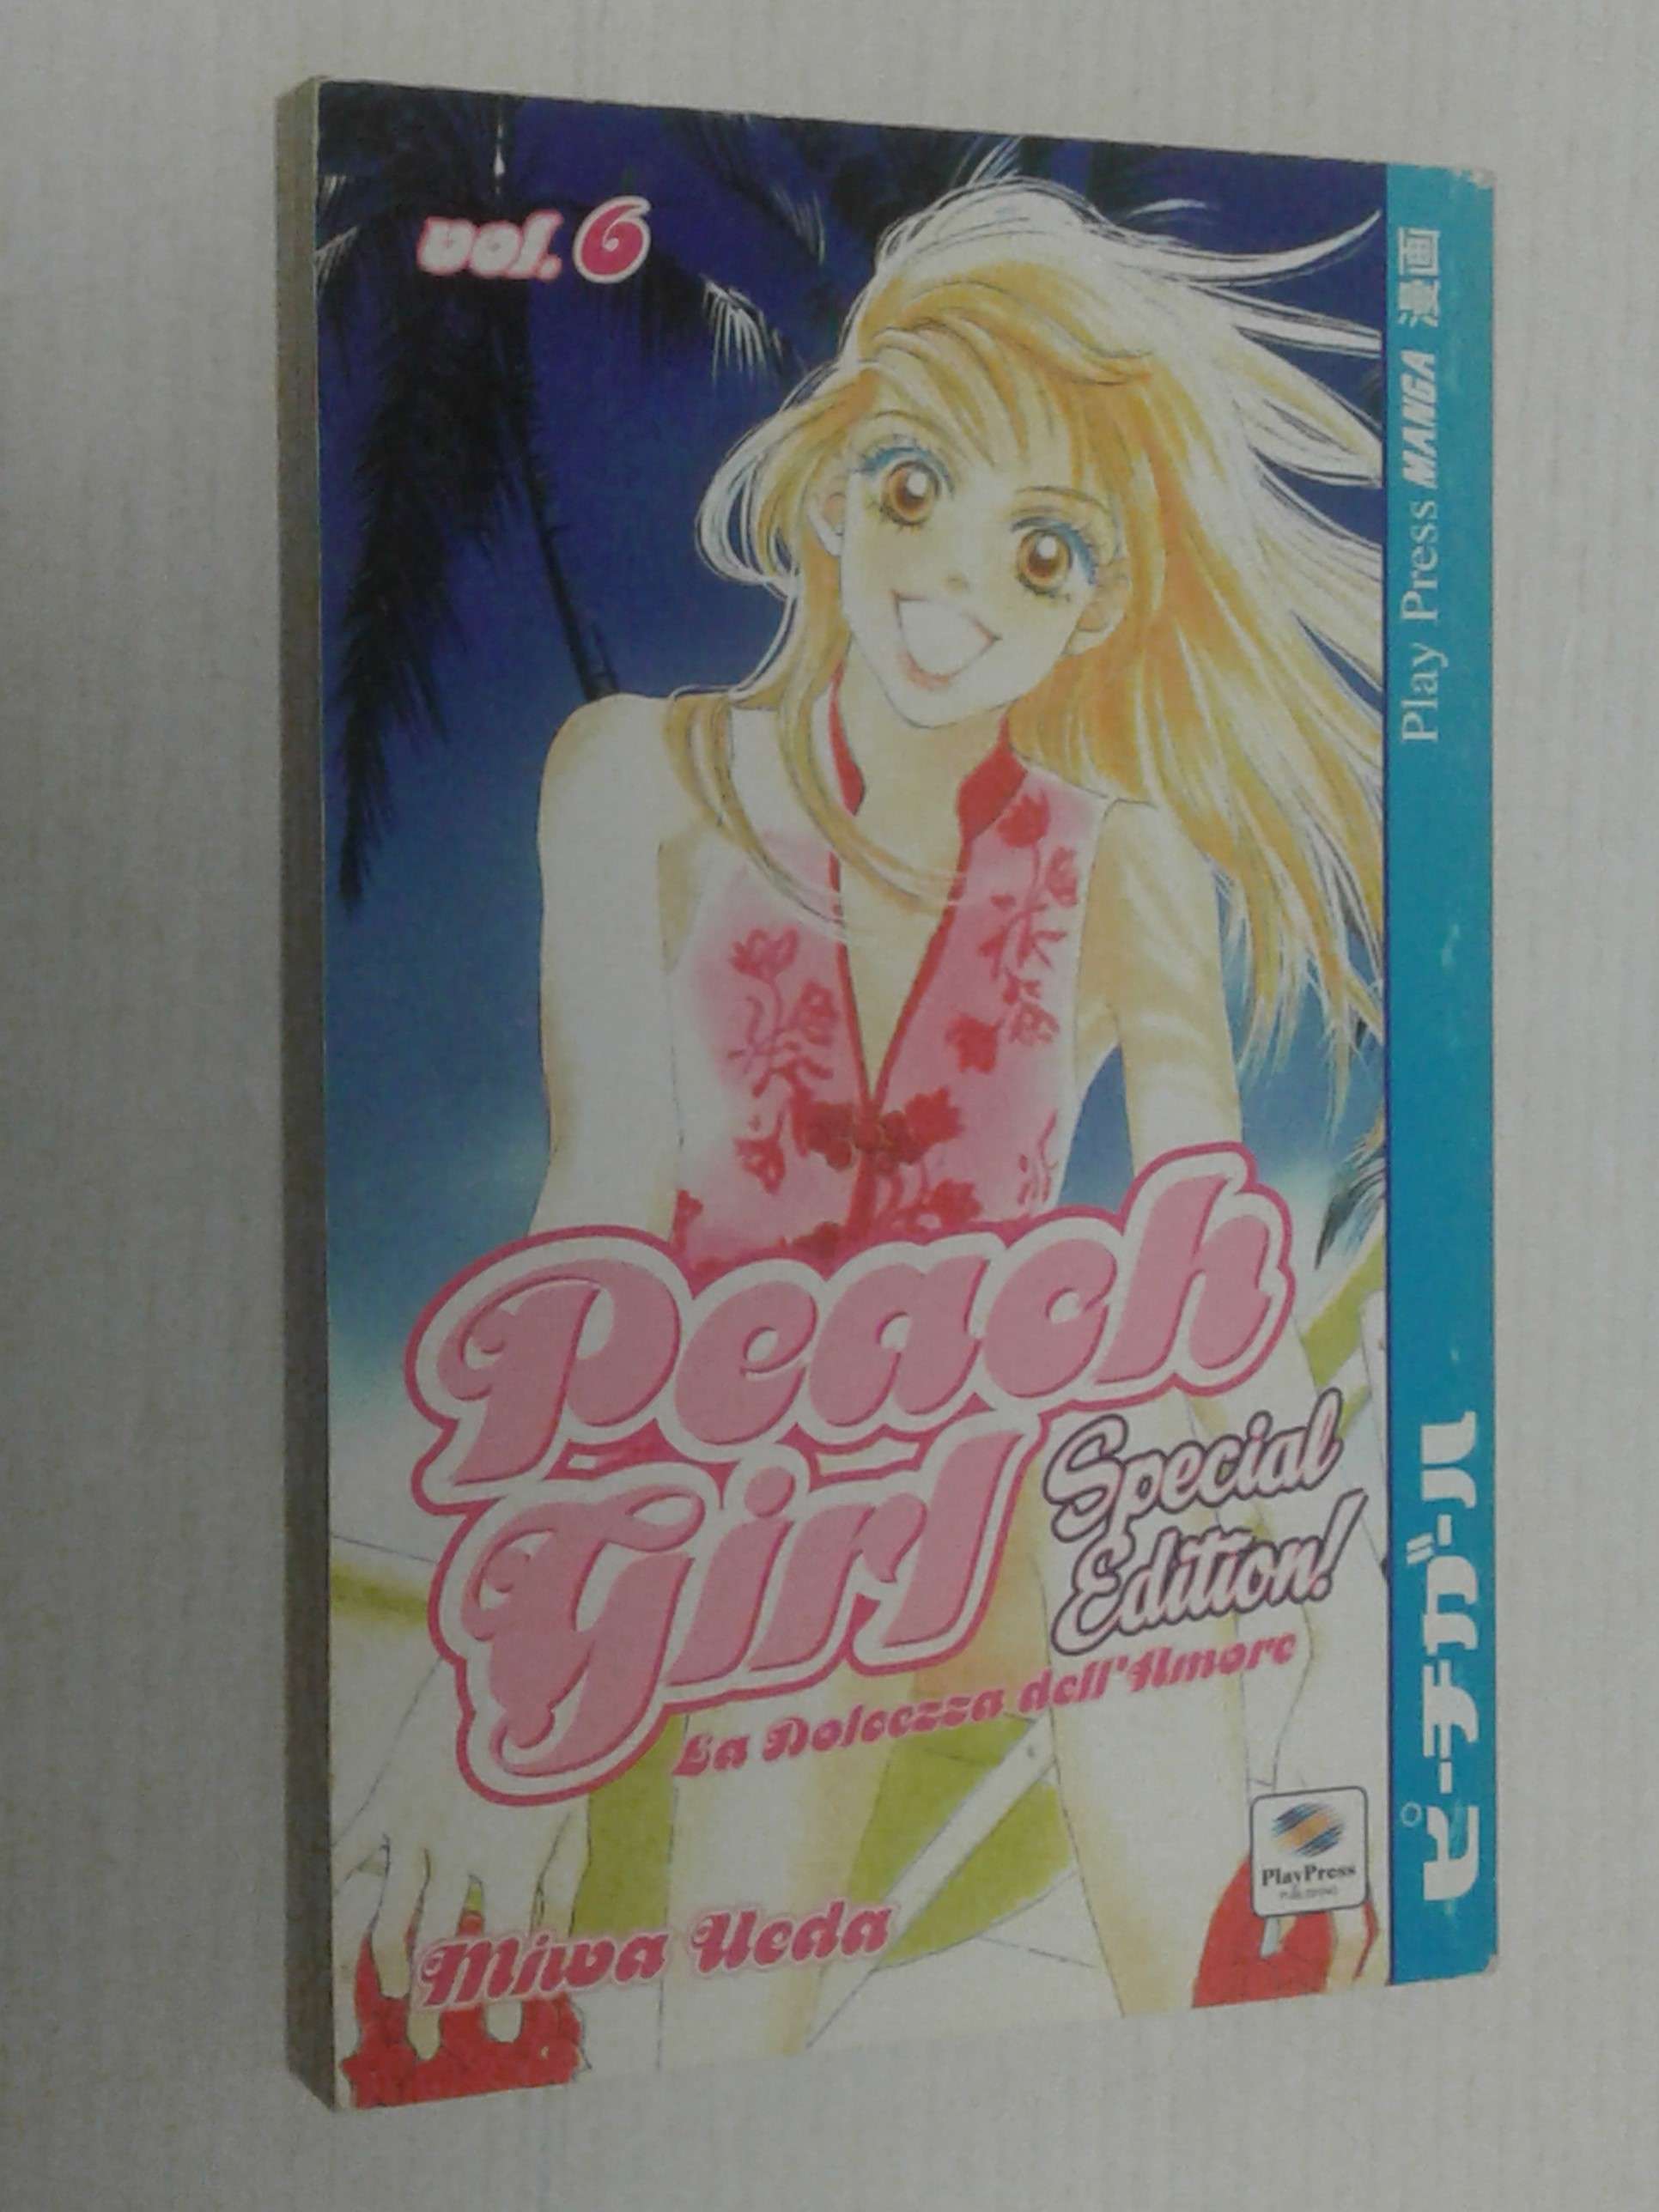 vol. 6
Peach
Girl
Special
Edition!
La Dolcezza dell'Amore
Miwa Ueda
PlayPress
PUBLISHING
Play Press MANGA 漫画
ピーチガール